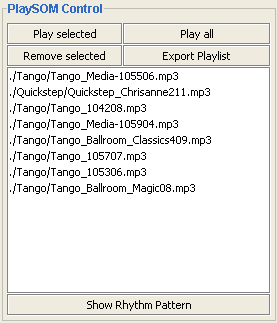 PlaySOM Control
Play selected Play all
Remove selected Export Playlist
./Tango/Tango_Media-105506.mp3
./Quickstep/Quickstep_Chrisanne211.mp3
./Tango/Tango_104208.mp3
./Tango/Tango_Media-105904.mp3
./Tango/Tango_Ballroom_Classics409.mp3
./Tango/Tango_105707.mp3
./Tango/Tango_105306.mp3
./Tango/Tango_Ballroom_Magic08.mp3
Show Rhythm Pattern